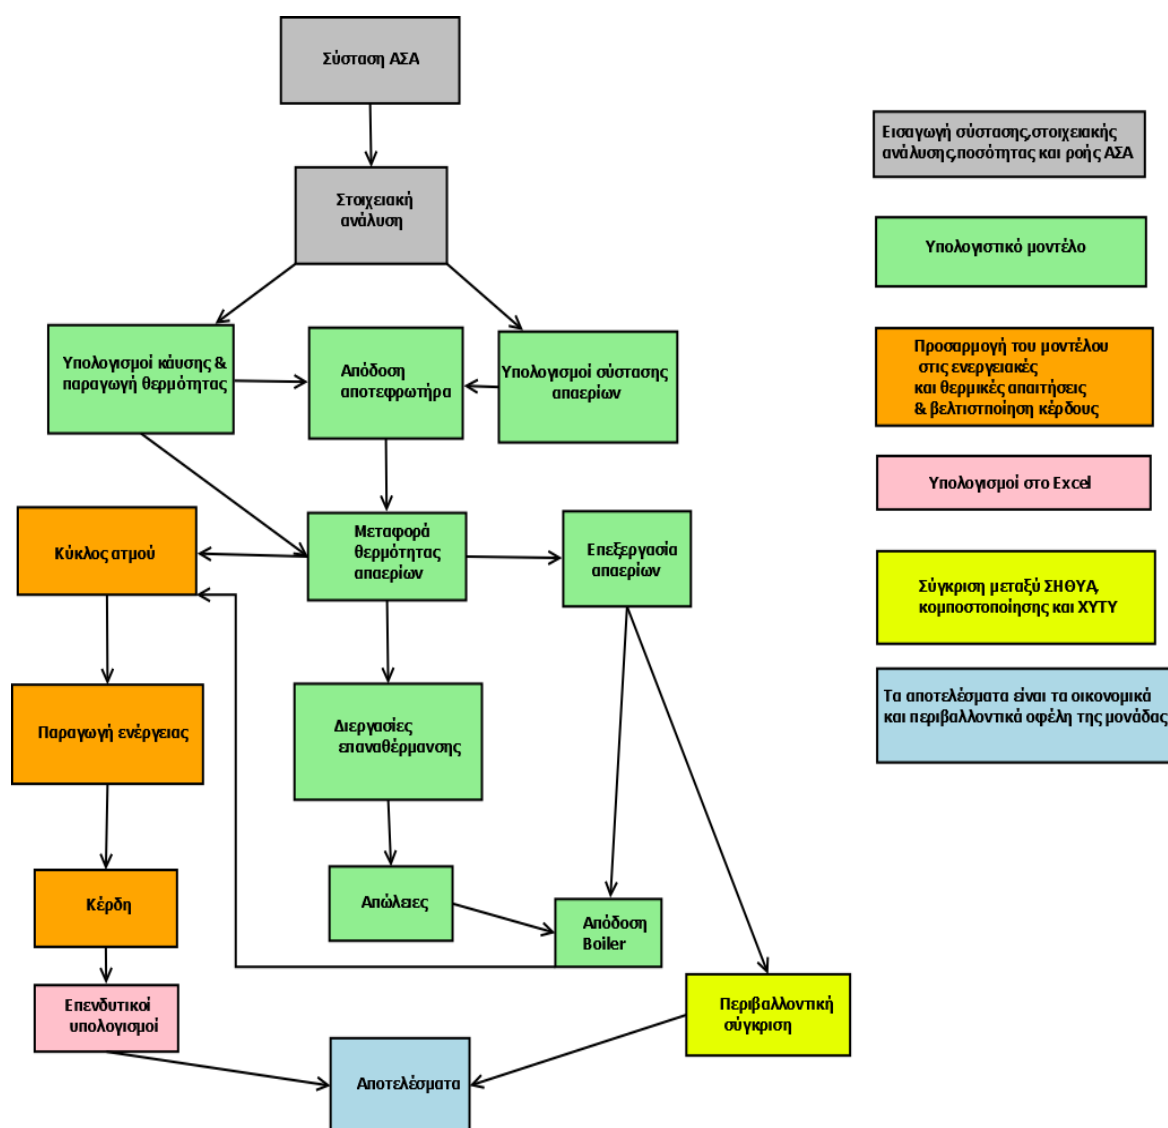 Σύσταση ΑΣΑ
Στοιχειακή
ανάλυση
Υπολογισμοί κάυσης &
παραγωγή θερμότητας
Απόδοση
αποτεφρωτήρα
Υπολογισμοί σύστασης
απαερίων
Κύκλος ατμού
Μεταφορά
θερμότητας
απαερίων
Επεξεργασία
απαερίων
Παραγωγή ενέργειας
Διεργασίες
επαναθέρμανσης
Κέρδη
Απώλειες
Απόδοση
Boiler
Επενδυτικοί
υπολογισμοί
Περιβαλλοντική
σύγκριση
Αποτελέσματα
Εισαγωγή σύστασης,στοιχειακής
ανάλυσης,ποσότητας και ροής ΑΣΑ
Υπολογιστικό μοντέλο
Προσαρμογή του μοντέλου
στις ενεργειακές
και θερμικές απαιτήσεις
& βελτιστποίηση κέρδους
Υπολογισμοί στο Excel
Σύγκριση μεταξύ ΣΗΘΥΑ,
κομποστοποίησης και ΧΥΤΥ
Τα αποτελέσματα είναι τα οικονομικά
και περιβαλλοντικά οφέλη της μονάδας